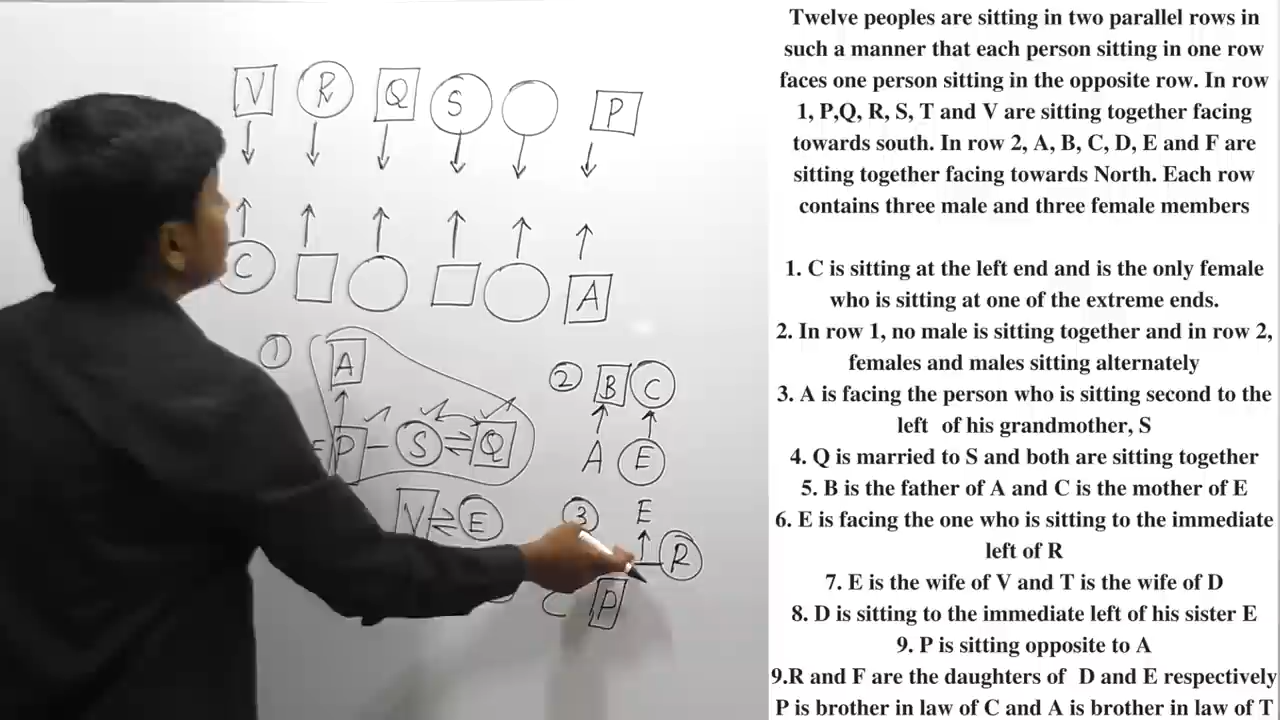 Twelve peoples are sitting in two parallel rows in
such a manner that each person sitting in one row
faces one person sitting in the opposite row. In row
1, P,Q, R, S, T and V are sitting together facing
towards south. In row 2, A, B, C, D, E and F are
sitting together facing towards North. Each row
contains three male and three female members
1. C is sitting at the left end and is the only female
who is sitting at one of the extreme ends.
2. In row 1, no male is sitting together and in row 2,
females and males sitting alternately
3. A is facing the person who is sitting second to the
left of his grandmother, S
4. Q is married to S and both are sitting together
5. B is the father of A and C is the mother of E
6. E is facing the one who is sitting to the immediate
left of R
7. E is the wife of V and T is the wife of D
8. D is sitting to the immediate left of his sister E
9. P is sitting opposite to A
9.R and F are the daughters of D and E respectively
P is brother in law of C and A is brother in law of T
V R Q S P
C A
1 A
P S Q
V E
2 B C
A E
3 E
R
P